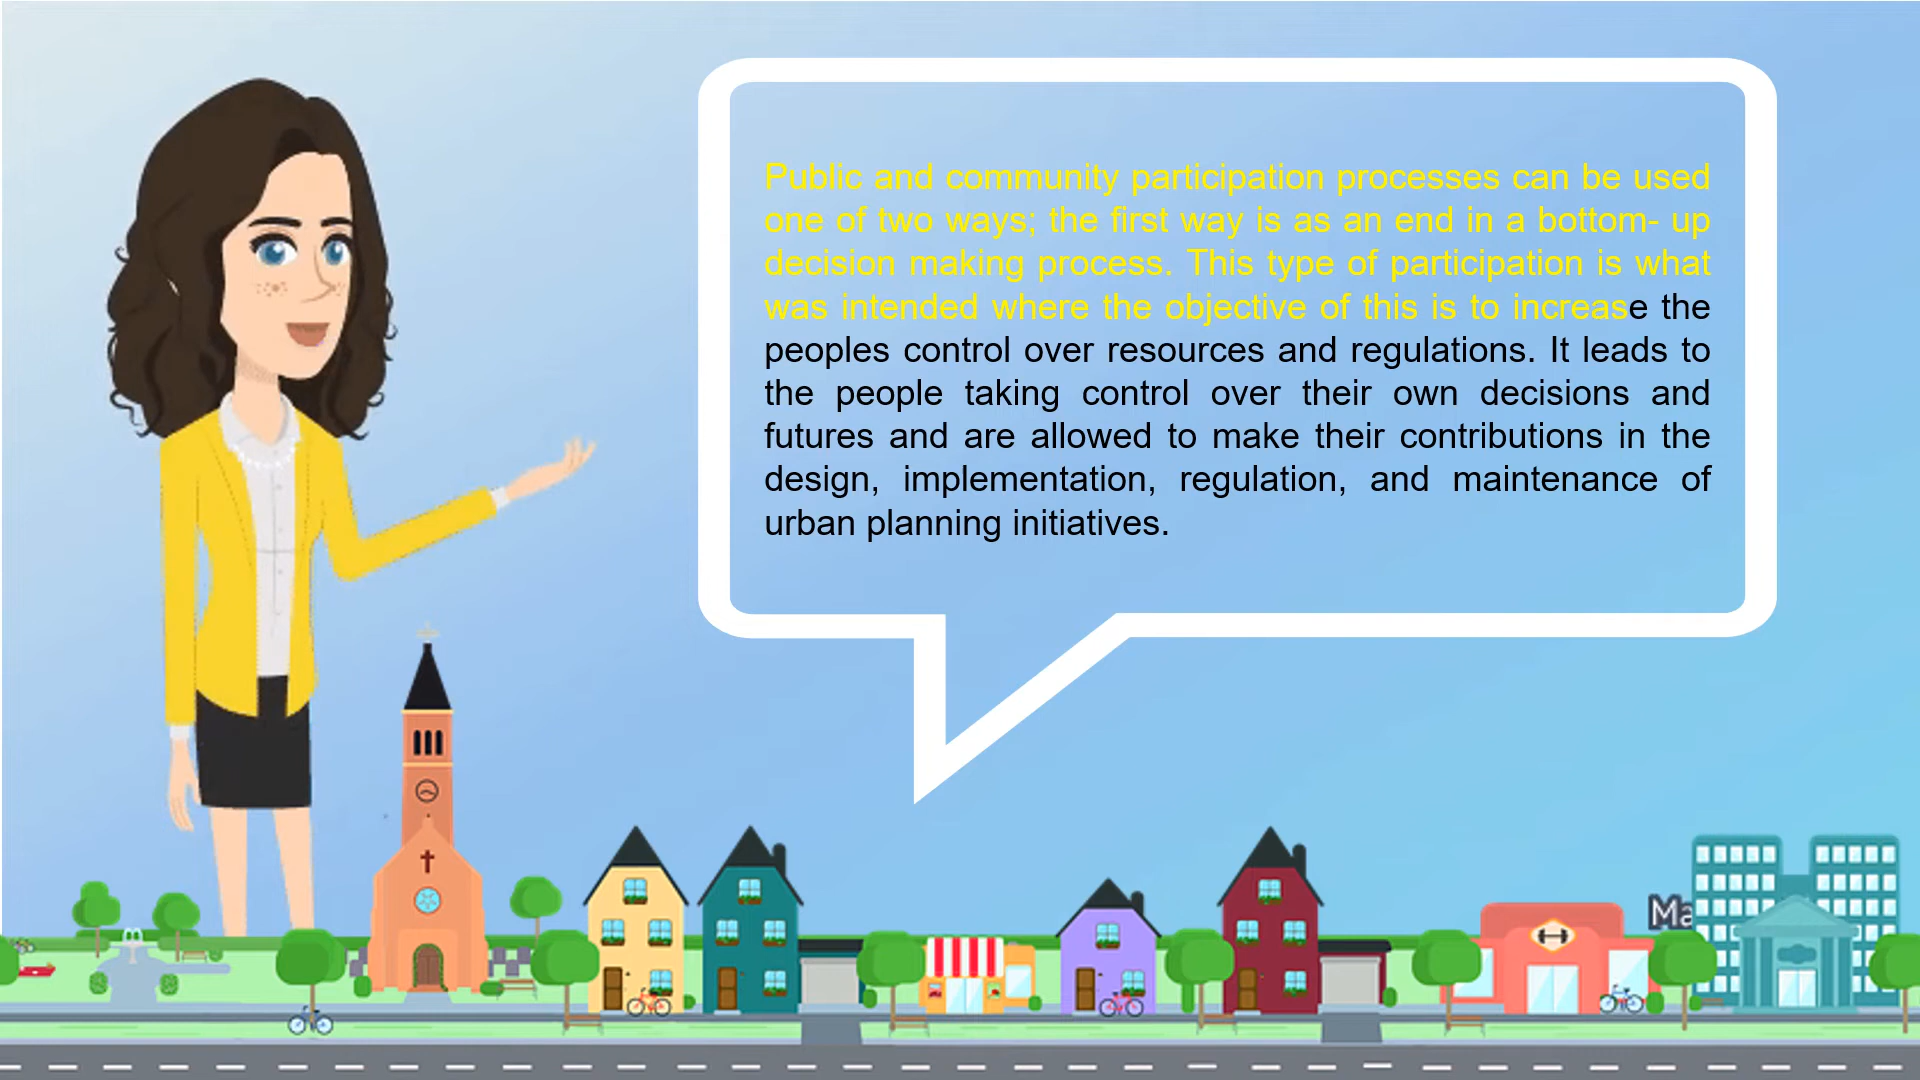 Public and community participation processes can be used
one of two ways; the first way is as an end in a bottom- up
decision making process. This type of participation is what
was intended where the objective of this is to increase the
peoples control over resources and regulations. It leads to
the people taking control over their own decisions and
futures and are allowed to make their contributions in the
design, implementation, regulation, and maintenance of
urban planning initiatives.
Ma